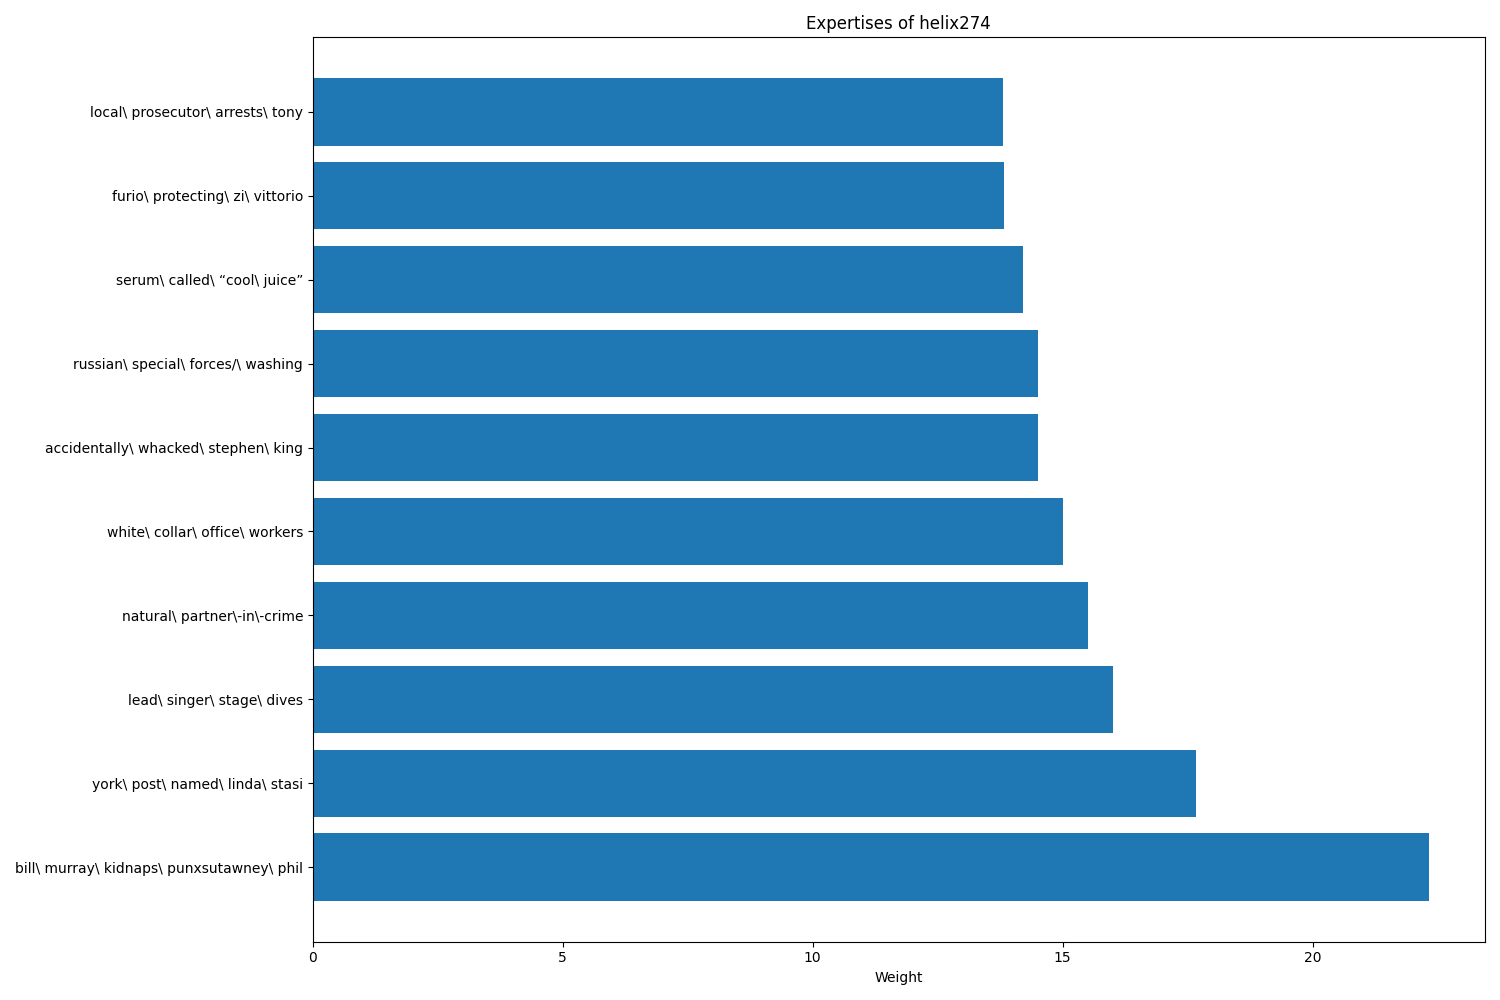 Expertises of helix274
local\ prosecutor\ arrests\ tony
furio\ protecting\ zi\ vittorio
serum\ called\ “cool\ juice”
russian\ special\ forces/\ washing
accidentally\ whacked\ stephen\ king
white\ collar\ office\ workers
natural\ partner\-in\-crime
lead\ singer\ stage\ dives
york\ post\ named\ linda\ stasi
bill\ murray\ kidnaps\ punxsutawney\ phil
0 5 10 15 20
Weight